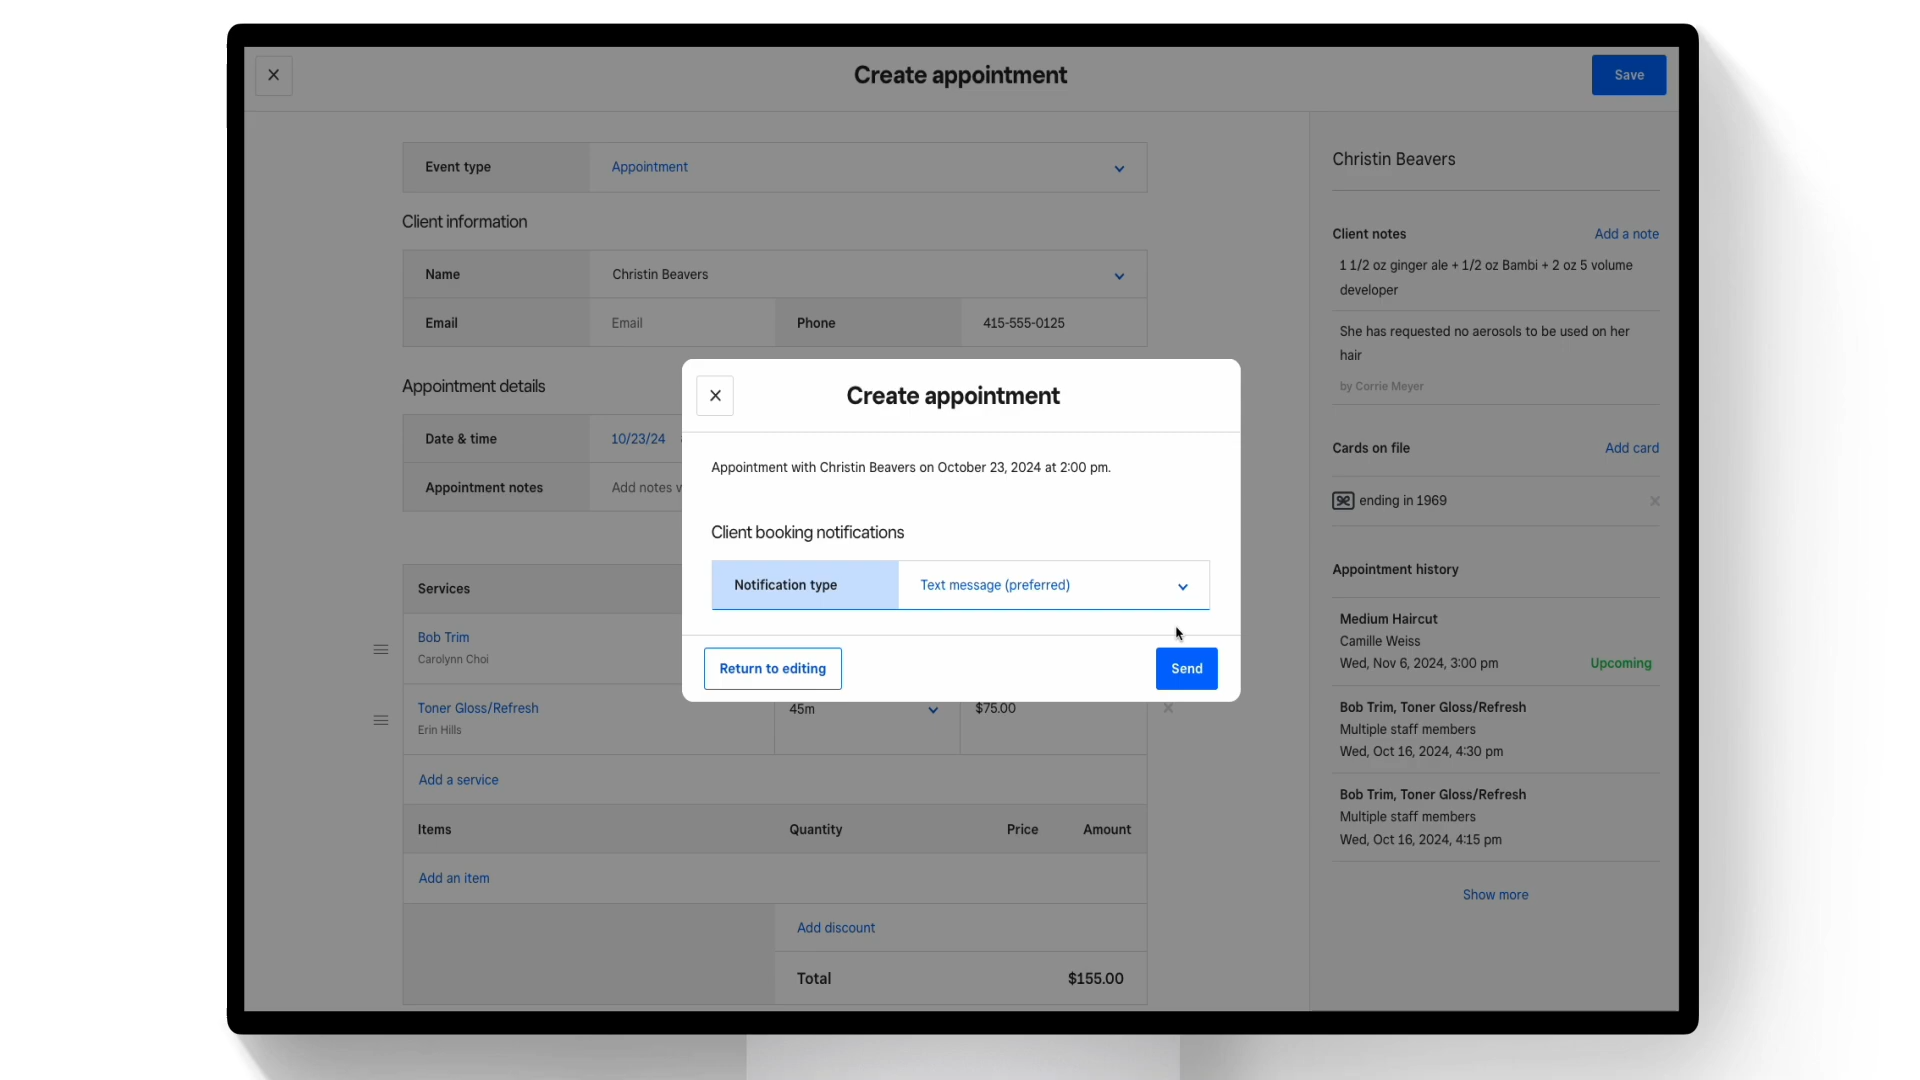 Create appointment
Save
Event type
Appointment
Client information
Name
Christin Beavers
Email
Email
Phone
415-555-0125
Appointment details
Date & time
10/23/24
Appointment notes
Add notes
Services
Bob Trim
Carolynn Choi
Toner Gloss/Refresh
Erin Hills
45m
$75.00
Add a service
Items
Quantity
Price
Amount
Add an item
Add discount
Total
$155.00
Create appointment
Appointment with Christin Beavers on October 23, 2024 at 2:00 pm.
Client booking notifications
Notification type
Text message (preferred)
Return to editing
Send
Christin Beavers
Client notes
Add a note
1 1/2 oz ginger ale + 1/2 oz Bambi + 2 oz 5 volume
developer
She has requested no aerosols to be used on her
hair
by Corrie Meyer
Cards on file
Add card
ending in 1969
Appointment history
Medium Haircut
Camille Weiss
Wed, Nov 6, 2024, 3:00 pm
Upcoming
Bob Trim, Toner Gloss/Refresh
Multiple staff members
Wed, Oct 16, 2024, 4:30 pm
Bob Trim, Toner Gloss/Refresh
Multiple staff members
Wed, Oct 16, 2024, 4:15 pm
Show more